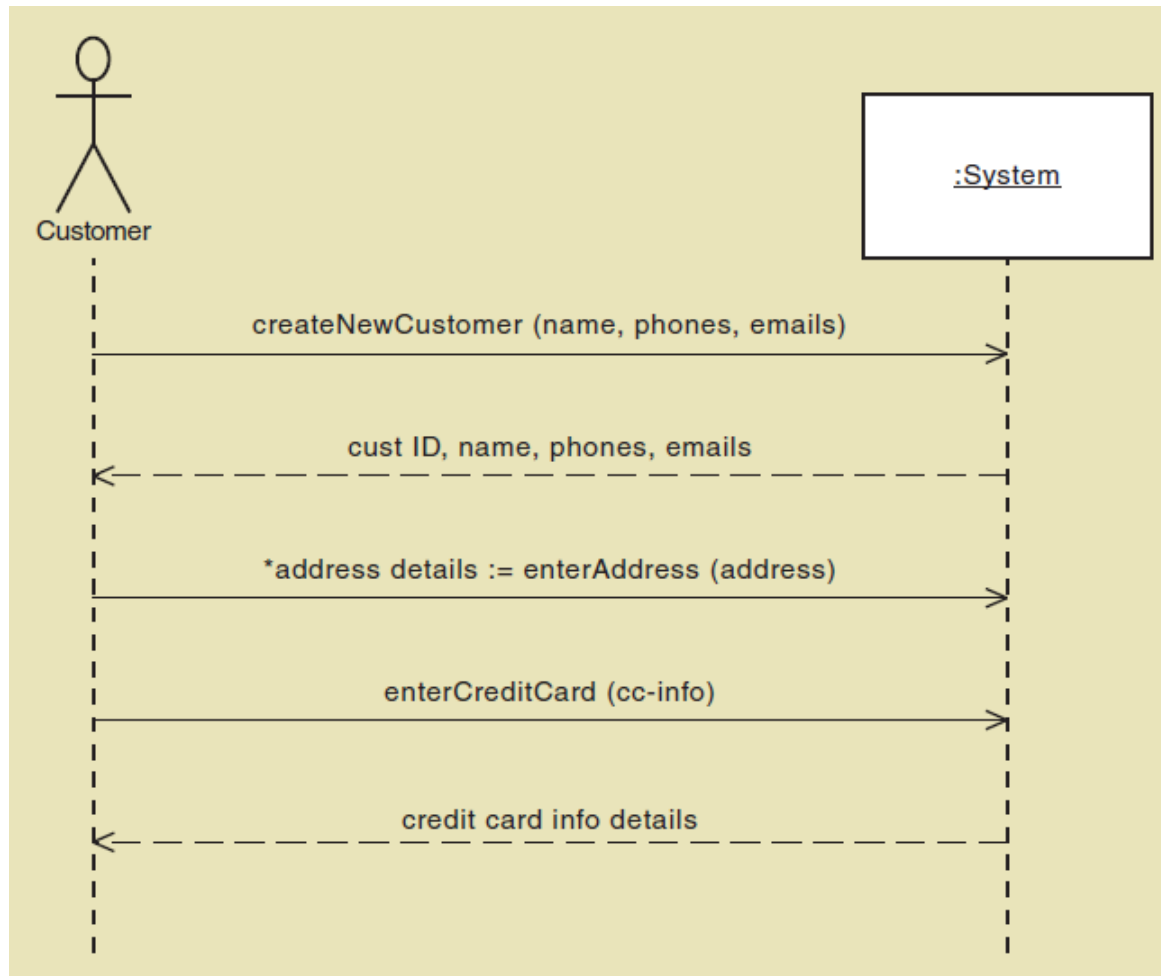 :System
Customer
createNewCustomer (name, phones, emails)
cust ID, name, phones, emails
*address details := enterAddress (address)
enterCreditCard (cc-info)
credit card info details